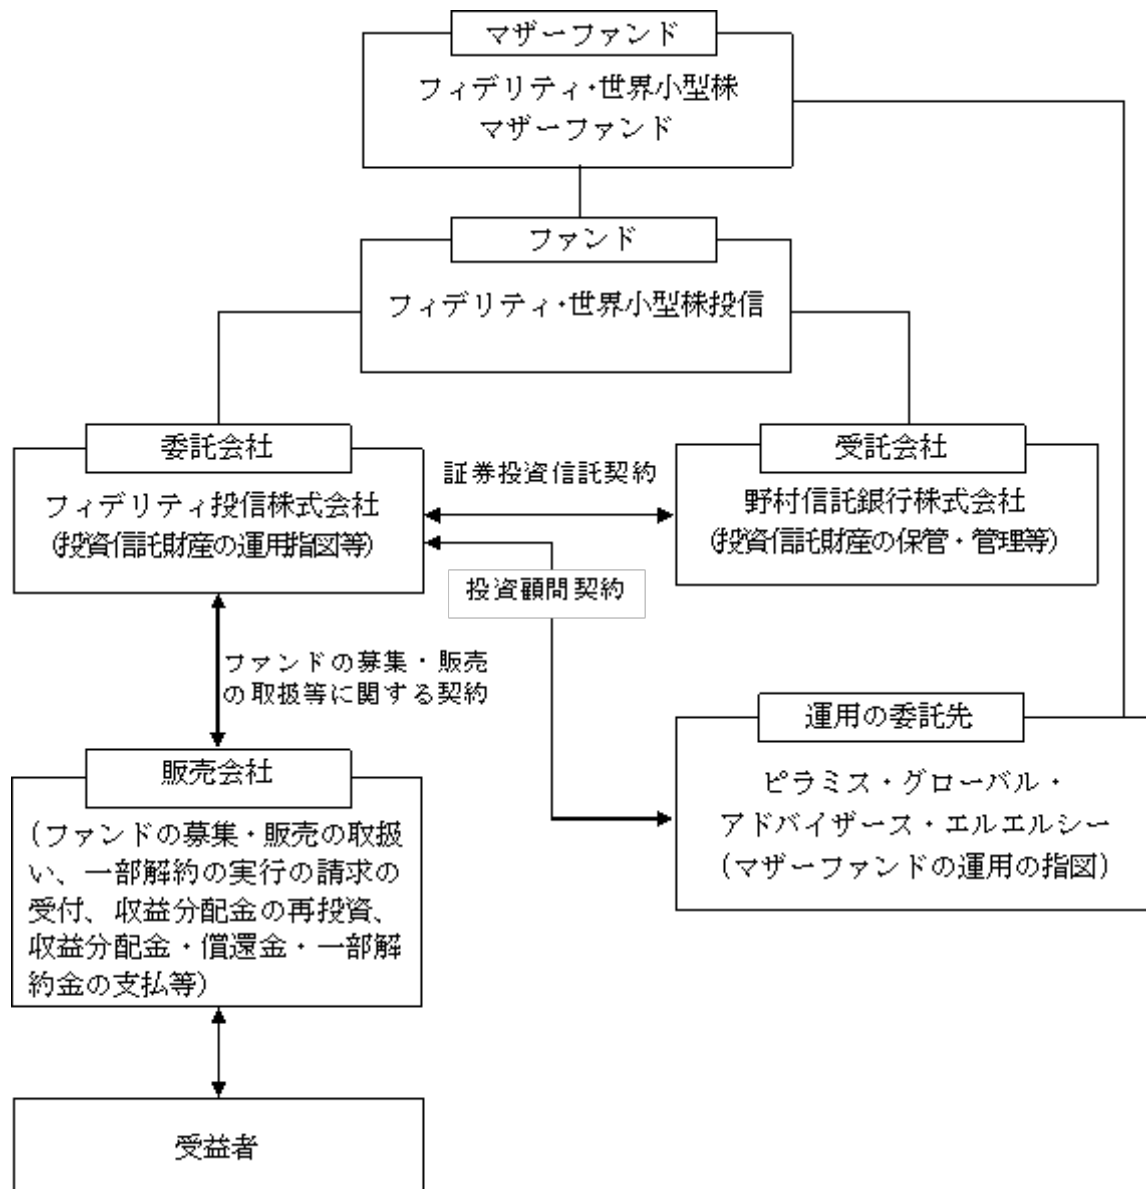 マザーファンド
フィデリティ・世界小型株
マザーファンド
ファンド
フィデリティ・世界小型株投信
委託会社
フィデリティ投信株式会社
(投資信託財産の運用指図等)
証券投資信託契約
受託会社
野村信託銀行株式会社
(投資信託財産の保管・管理等)
投資顧問契約
ファンドの募集・販売
の取扱等に関する契約
運用の委託先
ピラミス・グローバル・
アドバイザース・エルエルシー
(マザーファンドの運用の指図)
販売会社
(ファンドの募集・販売の取扱
い、一部解約の実行の請求の
受付、収益分配金の再投資、
収益分配金・償還金・一部解
約金の支払等)
受益者